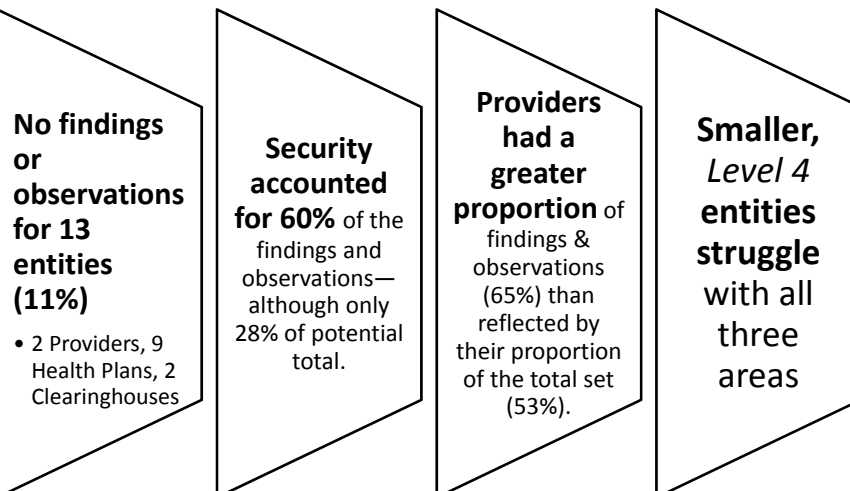 No findings
or
observations
for 13
entities
(11%)
• 2 Providers, 9
Health Plans, 2
Clearinghouses
Security
accounted
for 60% of the
findings and
observations—
although only
28% of potential
total.
Providers
had a
greater
proportion of
findings &
observations
(65%) than
reflected by
their proportion
of the total set
(53%).
Smaller,
Level 4
entities
struggle
with all
three
areas